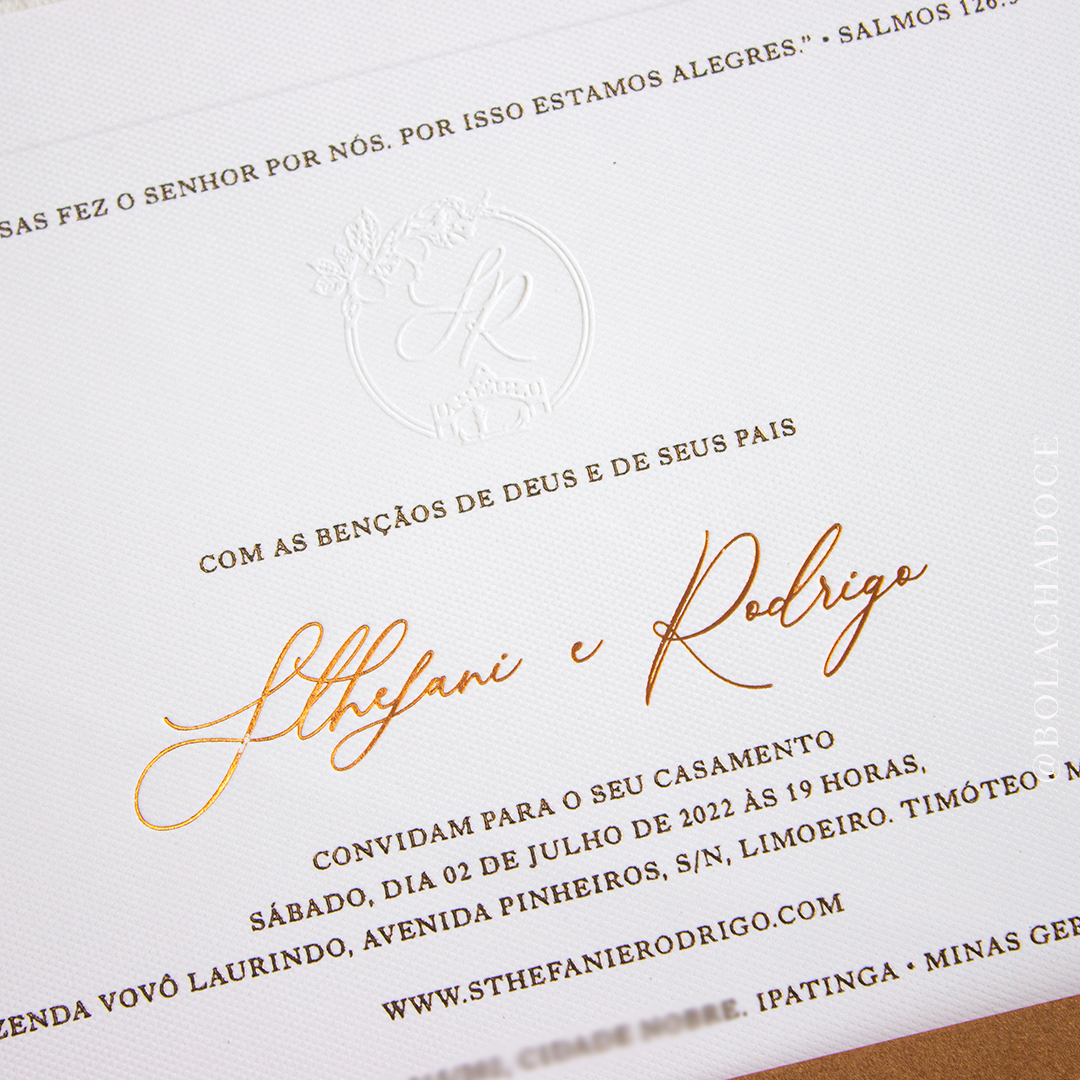 SAS FEZ O SENHOR POR NÓS. POR ISSO ESTAMOS ALEGRES." • SALMOS 126.3
SR
COM AS BENÇÃOS DE DEUS E DE SEUS PAIS
Sthefani e Rodrigo
CONVIDAM PARA O SEU CASAMENTO
SÁBADO, DIA 02 DE JULHO DE 2022 ÀS 19 HORAS,
ZENDA VOVÔ LAURINDO, AVENIDA PINHEIROS, S/N, LIMOEIRO. TIMÓTEO • M
WWW.STHEFANIERODRIGO.COM
CIDADE NOBRE. IPATINGA • MINAS GER
@BOLACHADOCE